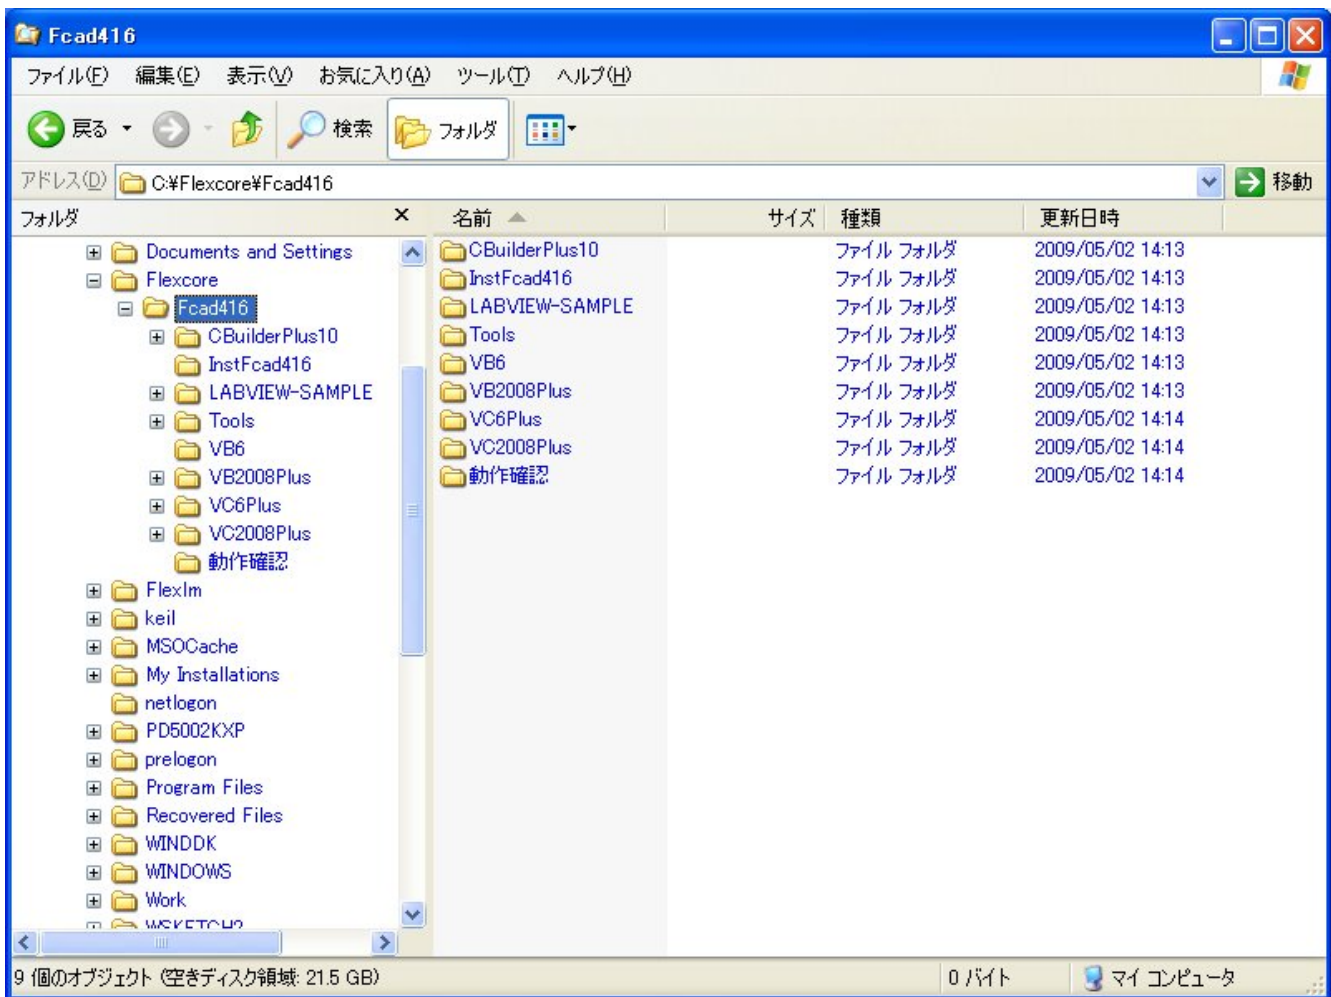 Fcad416
ファイル(F) 編集(E) 表示(V) お気に入り(A) ツール(T) ヘルプ(H)
戻る 検索 フォルダ
アドレス(D) C:¥Flexcore¥Fcad416 移動
フォルダ
Documents and Settings
Flexcore
Fcad416
CBuilderPlus10
InstFcad416
LABVIEW-SAMPLE
Tools
VB6
VB2008Plus
VC6Plus
VC2008Plus
動作確認
Flexlm
keil
MSOCache
My Installations
netlogon
PD5002KXP
prelogon
Program Files
Recovered Files
WINDDK
WINDOWS
Work
WSKETCH2
名前 サイズ 種類 更新日時
CBuilderPlus10 ファイル フォルダ 2009/05/02 14:13
InstFcad416 ファイル フォルダ 2009/05/02 14:13
LABVIEW-SAMPLE ファイル フォルダ 2009/05/02 14:13
Tools ファイル フォルダ 2009/05/02 14:13
VB6 ファイル フォルダ 2009/05/02 14:13
VB2008Plus ファイル フォルダ 2009/05/02 14:13
VC6Plus ファイル フォルダ 2009/05/02 14:14
VC2008Plus ファイル フォルダ 2009/05/02 14:14
動作確認 ファイル フォルダ 2009/05/02 14:14
9 個のオブジェクト (空きディスク領域: 21.5 GB) 0 バイト マイ コンピュータ